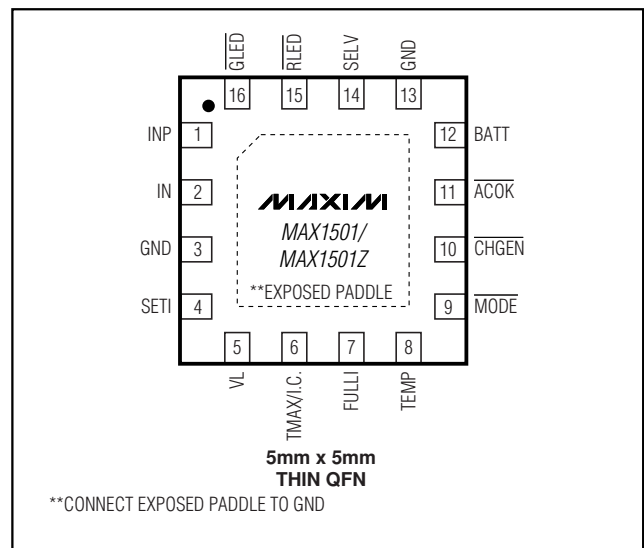 GLED
RLED
SELV
GND
16
15
14
13
INP
1
12
BATT
IN
2
11
ACOK
GND
3
10
CHGEN
SETI
4
9
MODE
MAXIM
MAX1501/
MAX1501Z
**EXPOSED PADDLE
5
6
7
8
VL
TMAX/I.C.
FULLI
TEMP
5mm x 5mm
THIN QFN
**CONNECT EXPOSED PADDLE TO GND